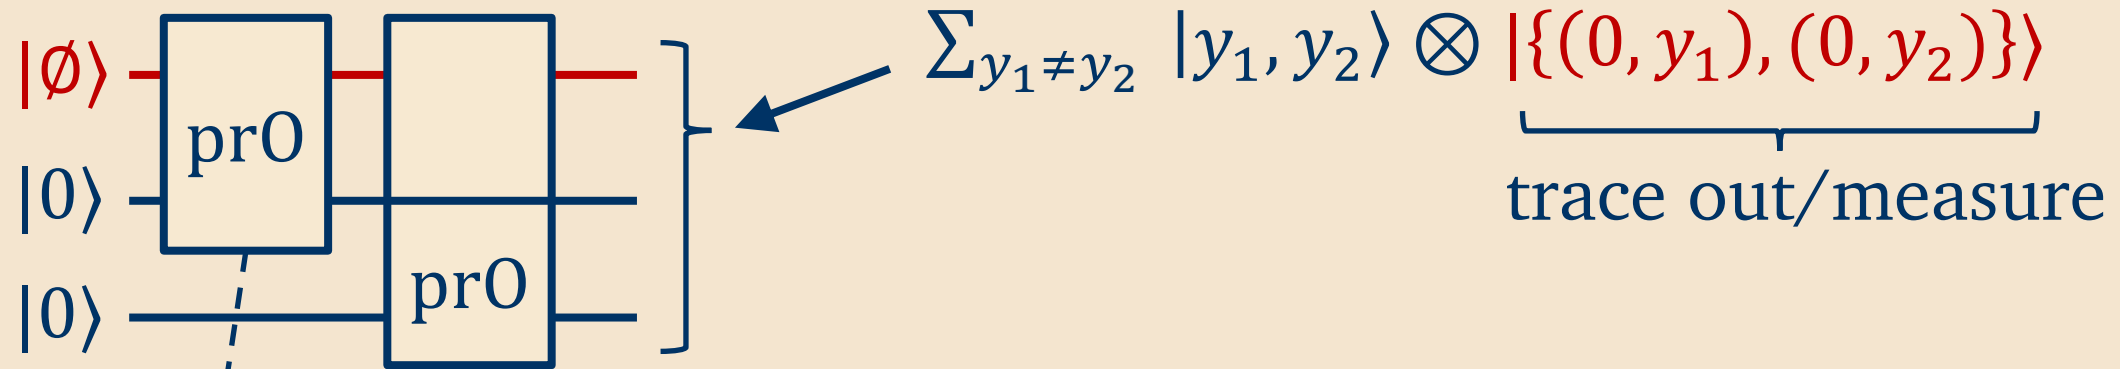 |∅⟩
prO
|0⟩
|0⟩
prO
∑_{y₁≠y₂} |y₁, y₂⟩ ⊗ |{(0, y₁), (0, y₂)}⟩
trace out/measure